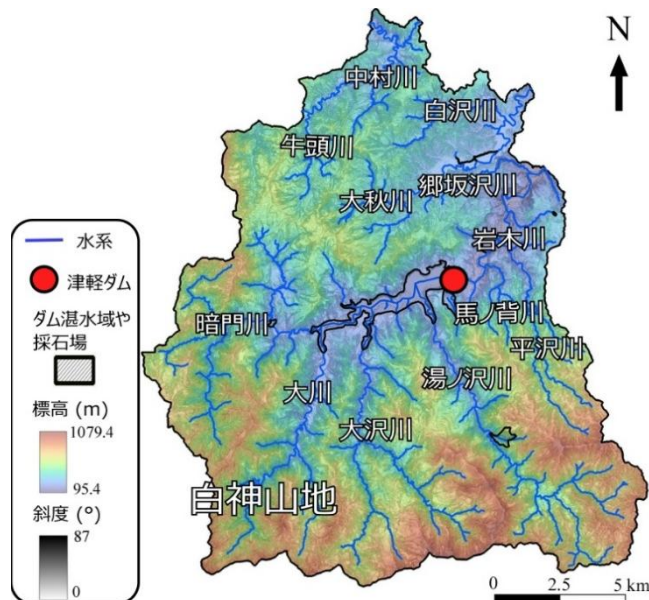 N
中村川
白沢川
牛頭川
郷坂沢川
大秋川
岩木川
馬ノ背川
暗門川
平沢川
湯ノ沢川
大川
大沢川
白神山地
水系
津軽ダム
ダム湛水域や
採石場
標高 (m)
1079.4
95.4
斜度 (°)
87
0
0 2.5 5 km